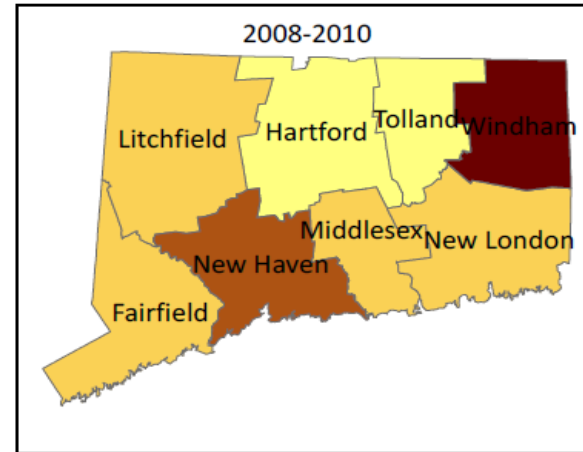 2008-2010
Litchfield
Hartford
Tolland
Windham
Middlesex
New London
New Haven
Fairfield